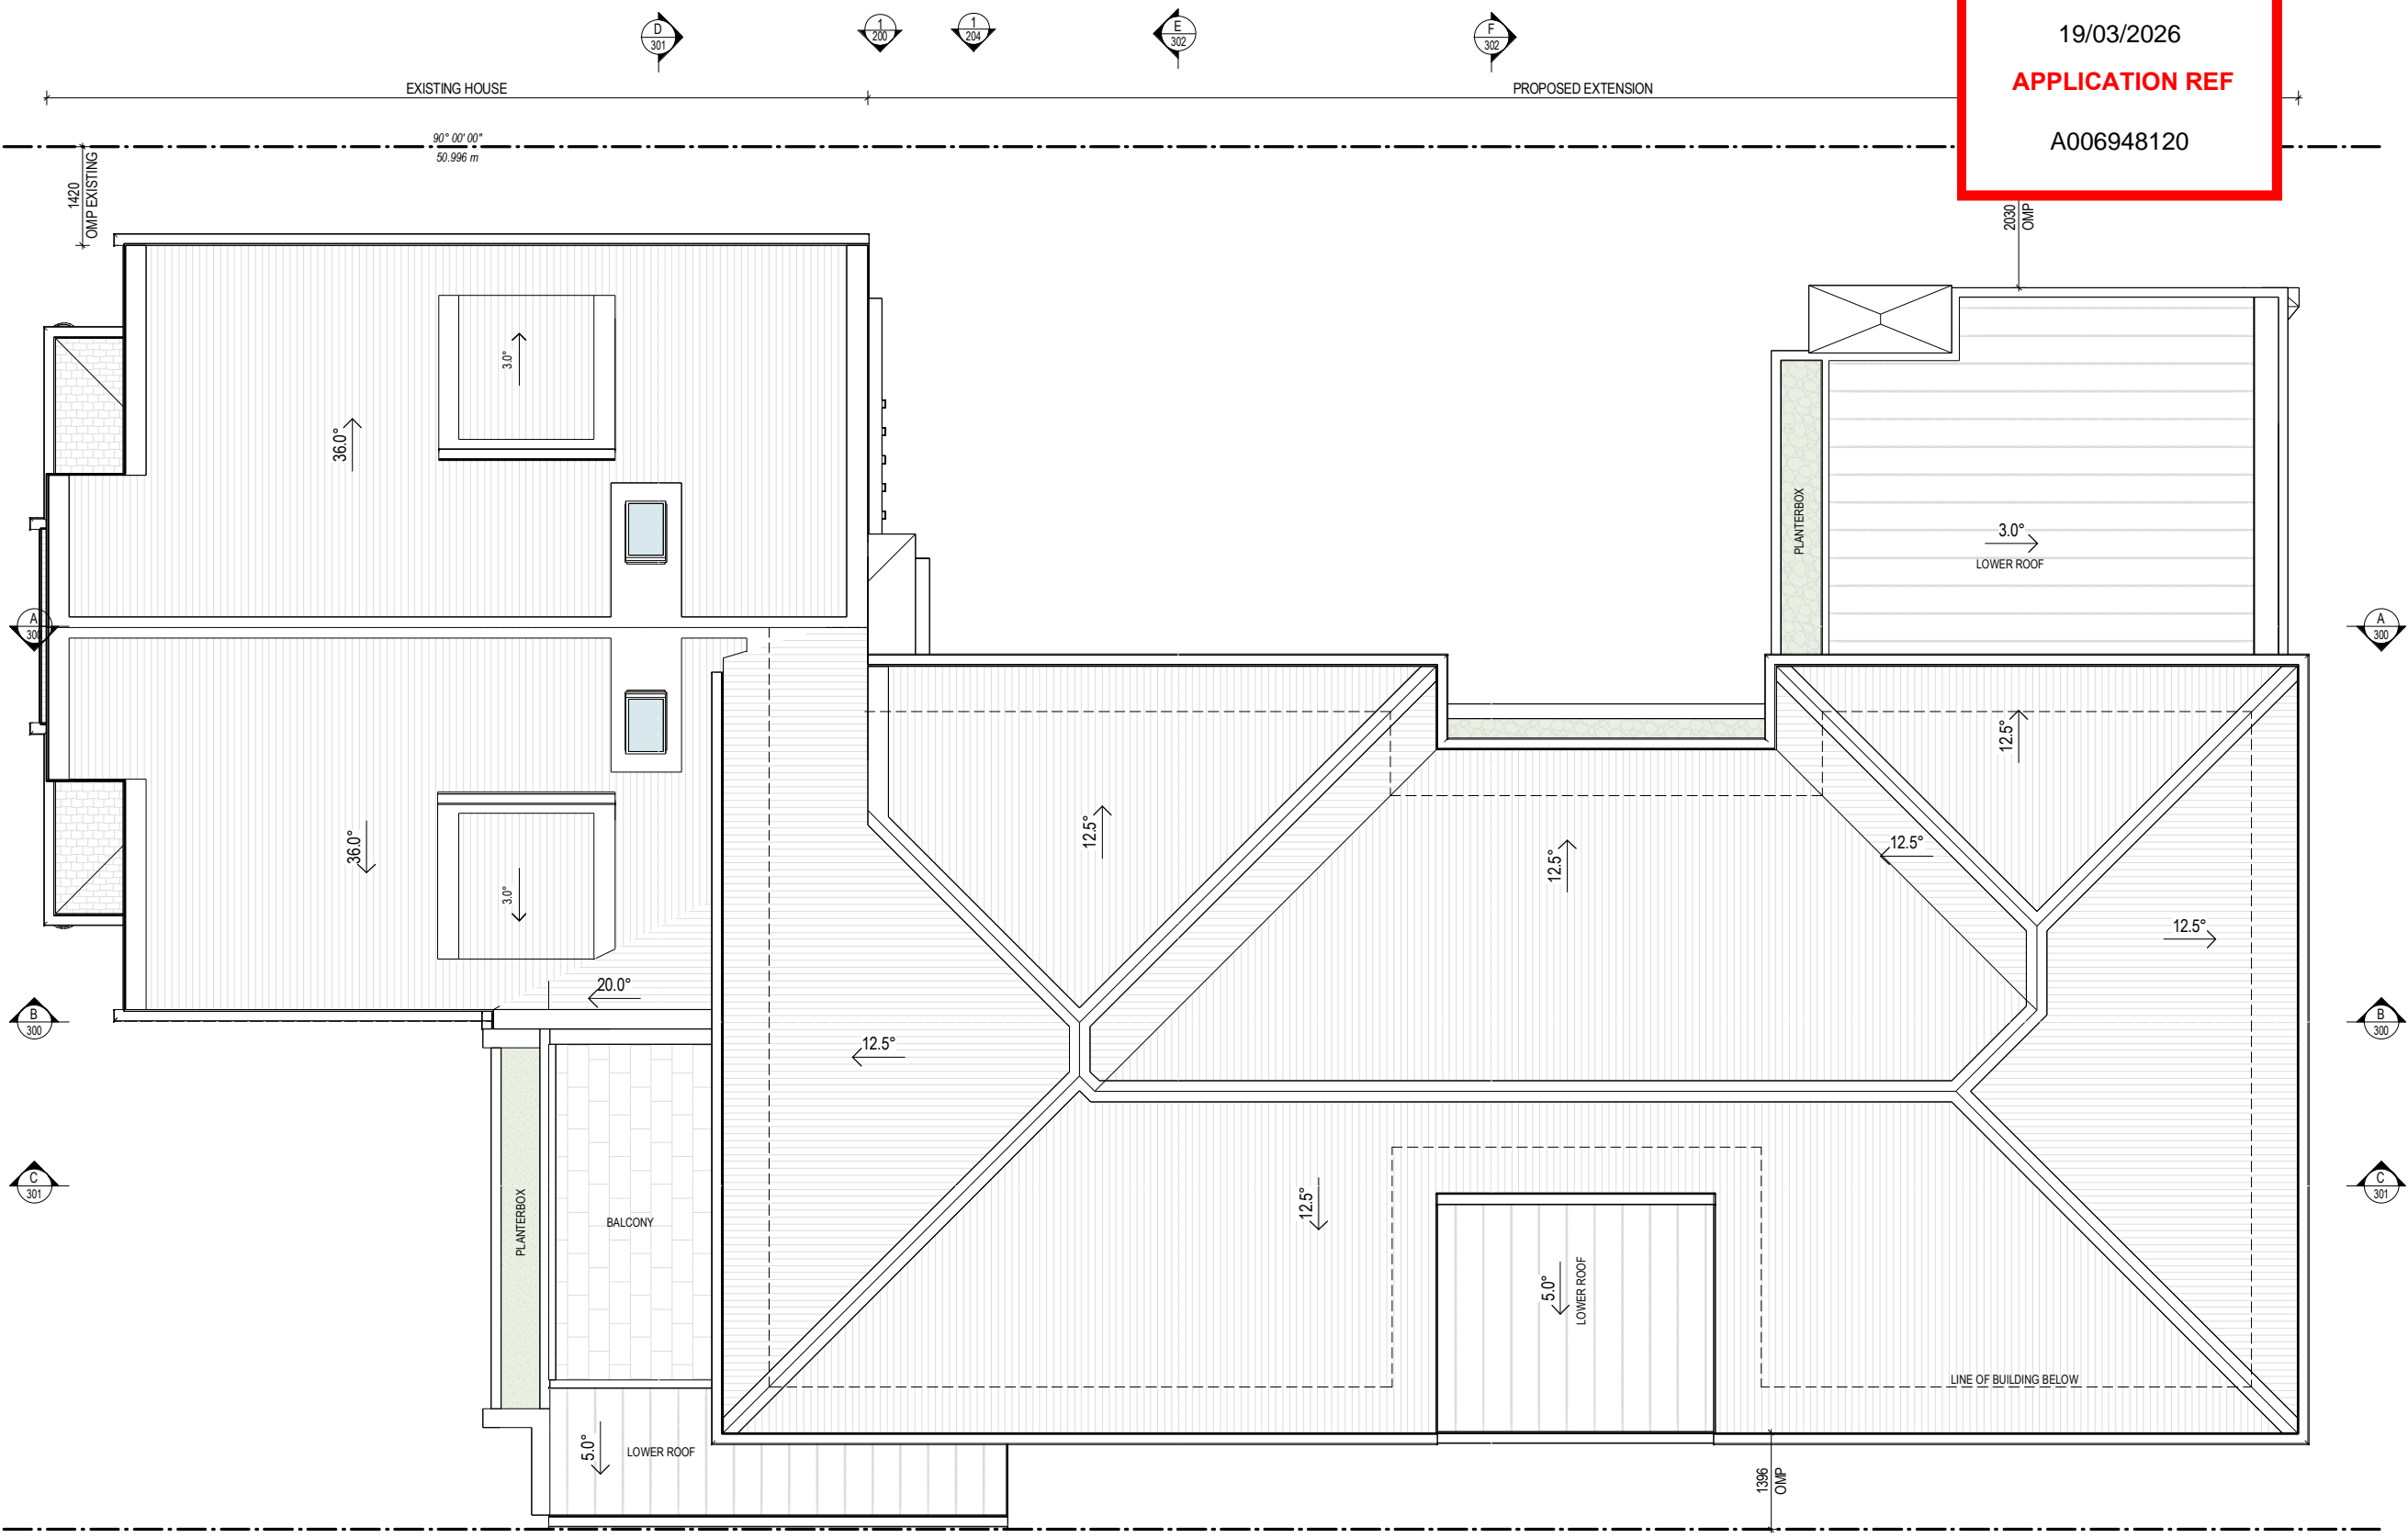 D
301
1
200
1
204
E
302
F
302
19/03/2026
APPLICATION REF
A006948120
EXISTING HOUSE
PROPOSED EXTENSION
90° 00' 00"
50.996 m
1420
OMP EXISTING
2030
OMP
3.0°
36.0°
PLANTERBOX
3.0°
LOWER ROOF
A
300
A
300
12.5°
12.5°
12.5°
12.5°
36.0°
3.0°
12.5°
20.0°
B
300
B
300
12.5°
C
301
C
301
PLANTERBOX
BALCONY
12.5°
5.0°
LOWER ROOF
LINE OF BUILDING BELOW
5.0°
LOWER ROOF
1396
OMP